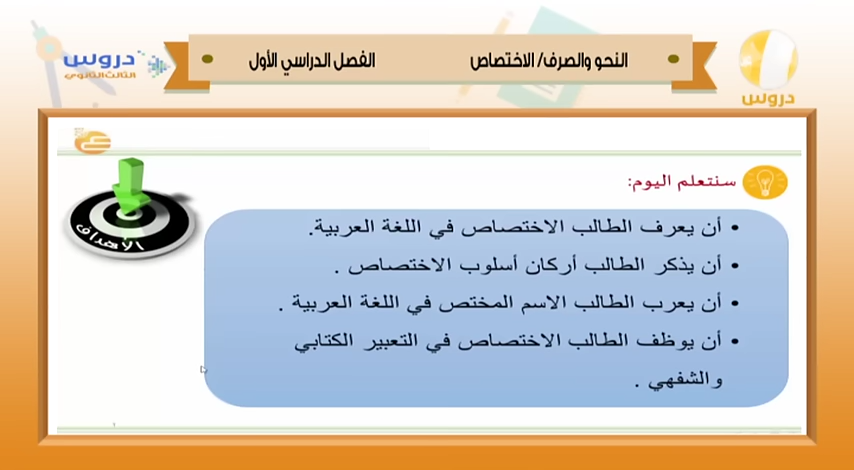 دروس
الثالث الثانوي
النحو والصرف/ الاختصاص
الفصل الدراسي الأول
دروس
سنتعلم اليوم:
الأهداف
• أن يعرف الطالب الاختصاص في اللغة العربية.
• أن يذكر الطالب أركان أسلوب الاختصاص .
• أن يعرب الطالب الاسم المختص في اللغة العربية .
• أن يوظف الطالب الاختصاص في التعبير الكتابي
والشفهي .
١